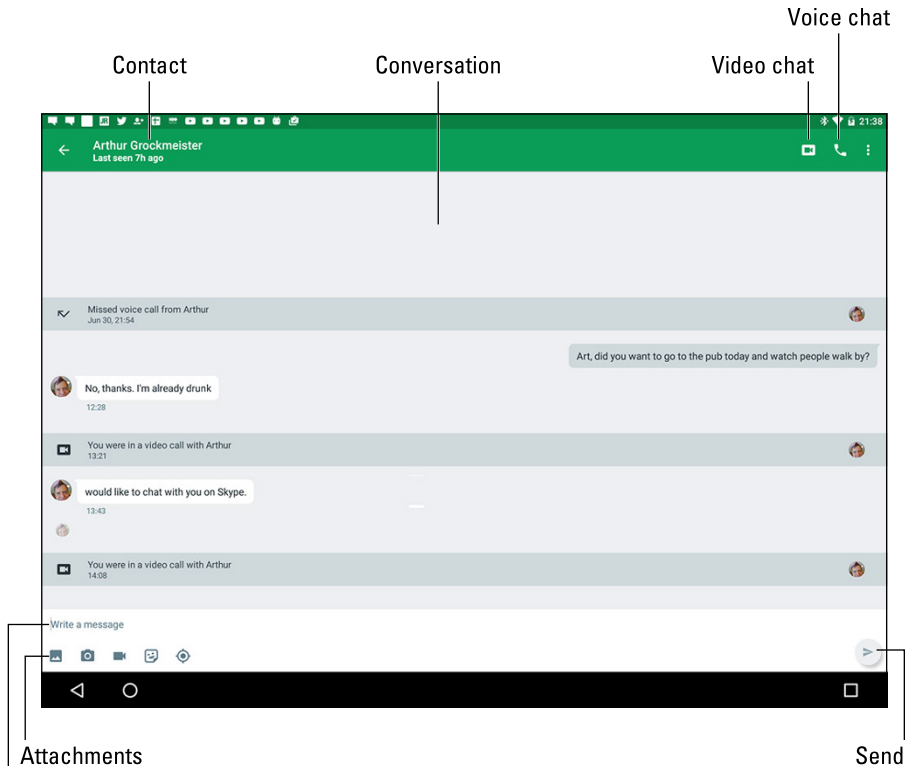 Voice chat
Contact
Conversation
Video chat
21:38
Arthur Grockmeister
Last seen 7h ago
Missed voice call from Arthur
Jun 30, 21:54
Art, did you want to go to the pub today and watch people walk by?
No, thanks. I'm already drunk
12:28
You were in a video call with Arthur
13:21
would like to chat with you on Skype.
13:43
You were in a video call with Arthur
14:08
Write a message
Attachments
Send